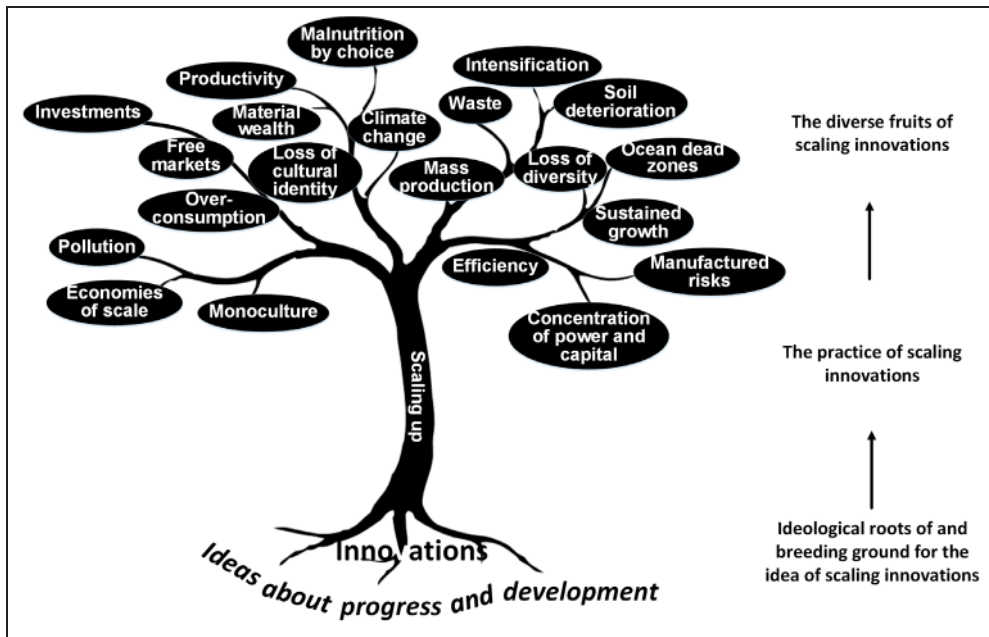 Malnutrition
by choice
Productivity
Intensification
Investments
Material
wealth
Climate
change
Waste
Soil
deterioration
Free
markets
Loss of
cultural
identity
Mass
production
Loss of
diversity
Ocean dead
zones
Over-
consumption
Sustained
growth
Pollution
Efficiency
Manufactured
risks
Economies
of scale
Monoculture
Concentration
of power and
capital
Scaling up
Innovations
Ideas about progress and development
The diverse fruits of
scaling innovations
The practice of scaling
innovations
Ideological roots of and
breeding ground for the
idea of scaling innovations